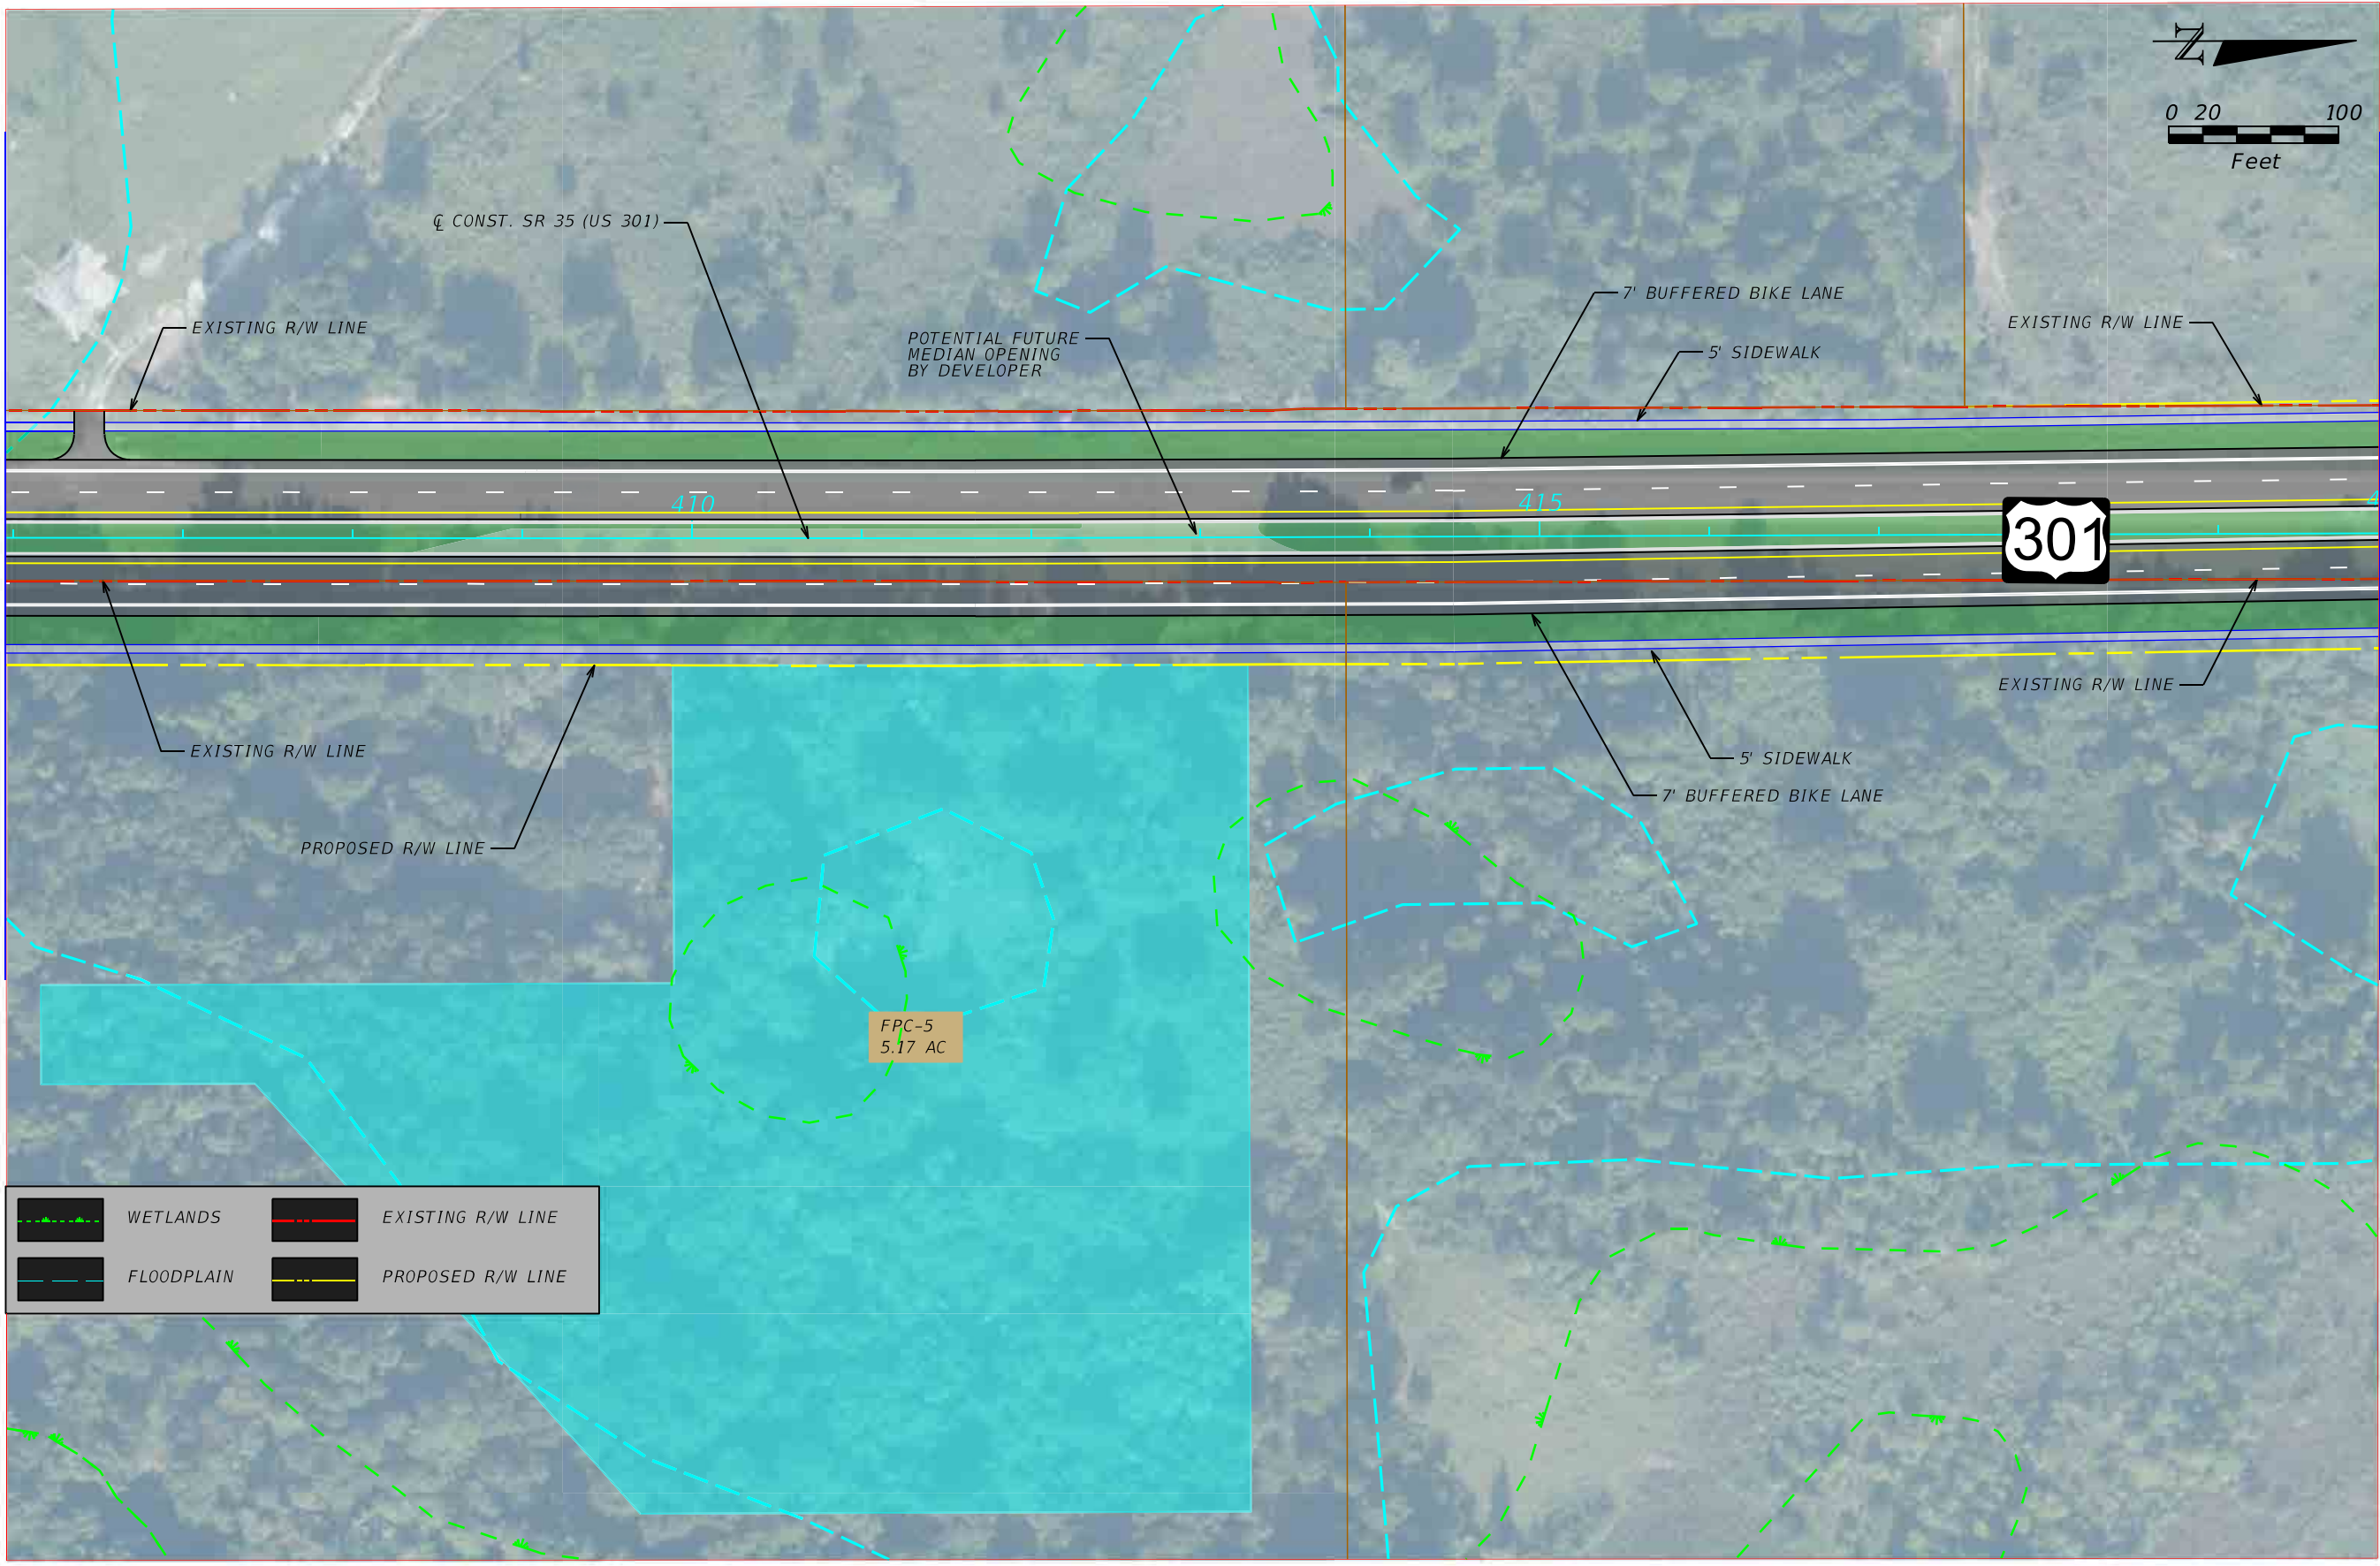 N
0 20 100
Feet
℄ CONST. SR 35 (US 301)
7' BUFFERED BIKE LANE
EXISTING R/W LINE
EXISTING R/W LINE
POTENTIAL FUTURE
MEDIAN OPENING
BY DEVELOPER
5' SIDEWALK
410
415
301
EXISTING R/W LINE
EXISTING R/W LINE
5' SIDEWALK
7' BUFFERED BIKE LANE
PROPOSED R/W LINE
FPC-5
5.17 AC
WETLANDS
EXISTING R/W LINE
FLOODPLAIN
PROPOSED R/W LINE